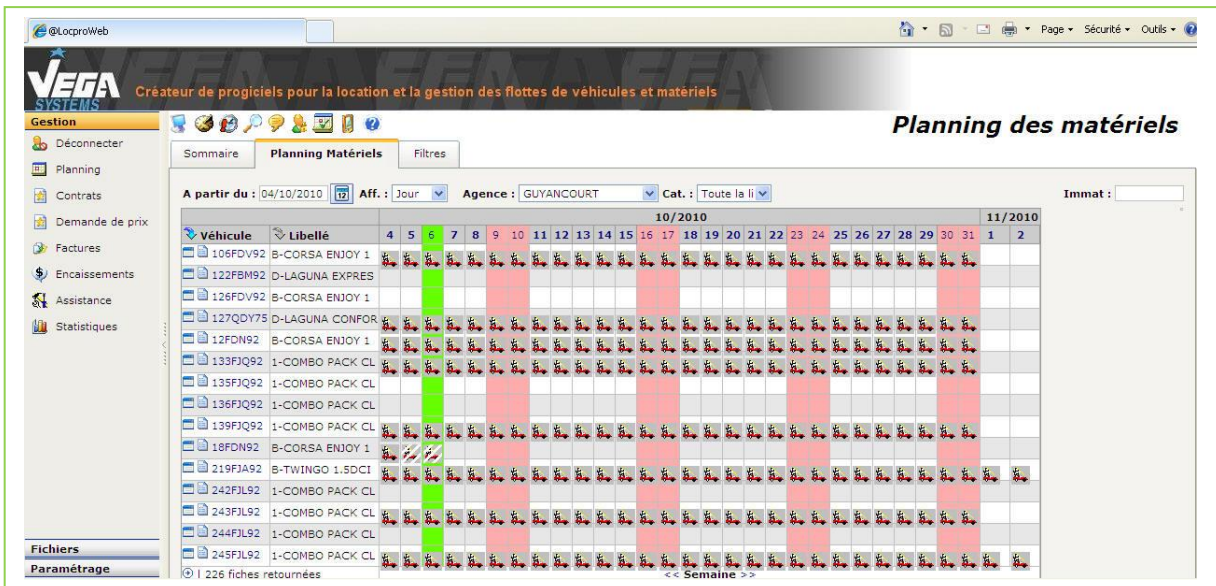 @LocproWeb
Page Sécurité Outils
VEGA
SYSTEMS
Créateur de progiciels pour la location et la gestion des flottes de véhicules et matériels
Gestion
Déconnecter
Planning
Contrats
Demande de prix
Factures
Encaissements
Assistance
Statistiques
Fichiers
Paramétrage
Planning des matériels
Sommaire Planning Matériels Filtres
A partir du : 04/10/2010 12 Aff. : Jour Agence : GUYANCOURT Cat. : Toute la li Immat :
10/2010 11/2010
Véhicule Libellé 4 5 6 7 8 9 10 11 12 13 14 15 16 17 18 19 20 21 22 23 24 25 26 27 28 29 30 31 1 2
106FDV92 B-CORSA ENJOY 1
122FBM92 D-LAGUNA EXPRES
126FDV92 B-CORSA ENJOY 1
127QDY75 D-LAGUNA CONFOR
12FDN92 B-CORSA ENJOY 1
133FJQ92 1-COMBO PACK CL
135FJQ92 1-COMBO PACK CL
136FJQ92 1-COMBO PACK CL
139FJQ92 1-COMBO PACK CL
18FDN92 B-CORSA ENJOY 1
219FJA92 B-TWINGO 1.5DCI
242FJL92 1-COMBO PACK CL
243FJL92 1-COMBO PACK CL
244FJL92 1-COMBO PACK CL
245FJL92 1-COMBO PACK CL
| 226 fiches retournées << Semaine >>